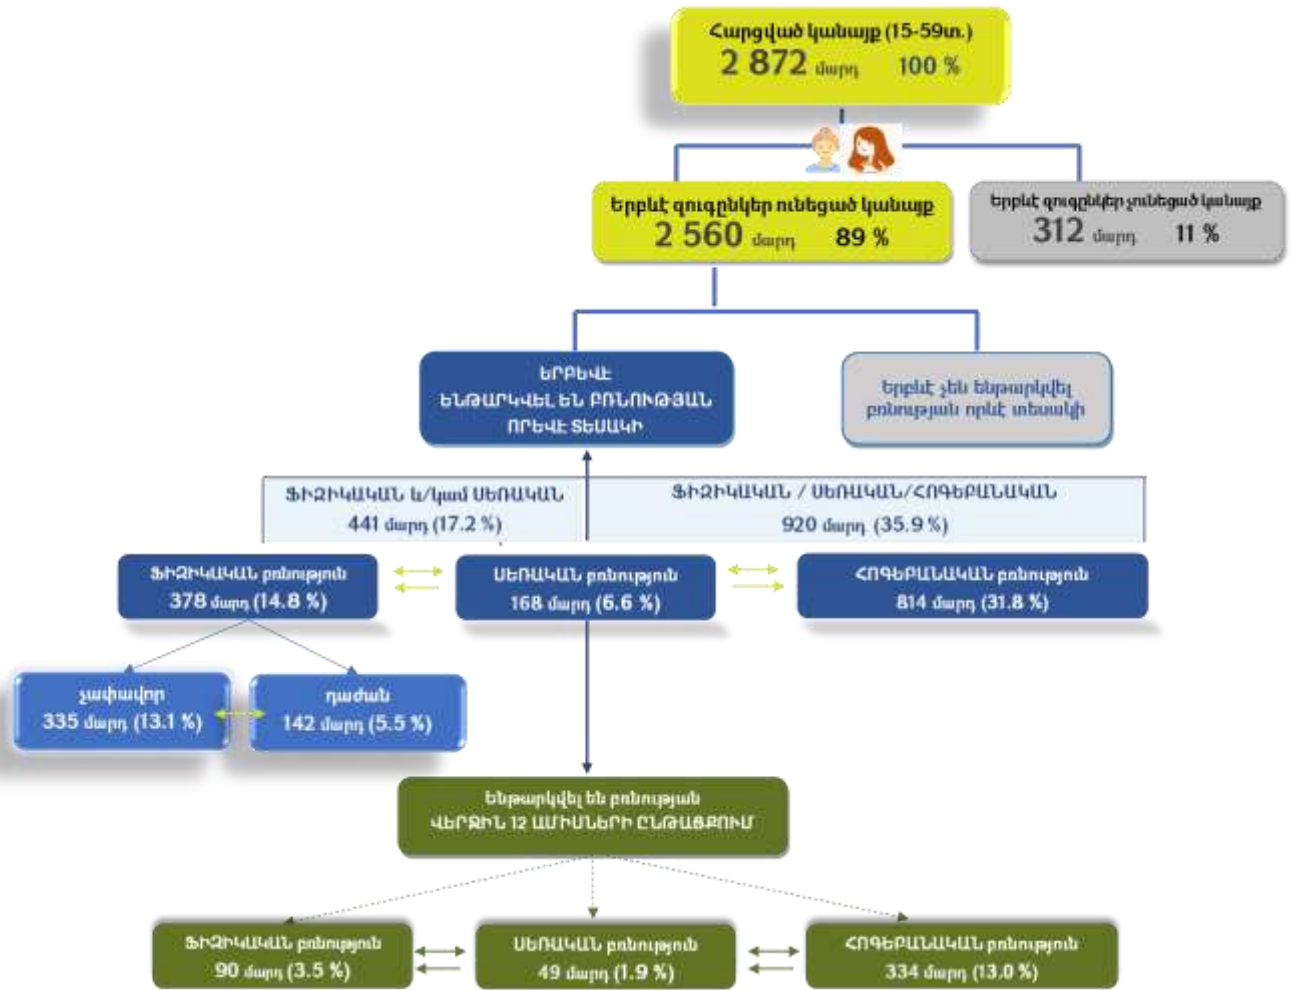 Հարցված կանայք (15-59տ.)
2 872 մարդ 100 %
Երբևէ զուգընկեր ունեցած կանայք
2 560 մարդ 89 %
Երբևէ զուգընկեր չունեցած կանայք
312 մարդ 11 %
ԵՐԲԵՎԷ
ԵՆԹԱՐԿՎԵԼ ԵՆ ԲՌՆՈՒԹՅԱՆ
ՈՐԵՎԷ ՏԵՍԱԿԻ
Երբևէ չեն ենթարկվել
բռնության որևէ տեսակի
ՖԻԶԻԿԱԿԱՆ և/կամ ՍԵՌԱԿԱՆ
441 մարդ (17.2 %)
ՖԻԶԻԿԱԿԱՆ / ՍԵՌԱԿԱՆ/ՀՈԳԵԲԱՆԱԿԱՆ
920 մարդ (35.9 %)
ՖԻԶԻԿԱԿԱՆ բռնություն
378 մարդ (14.8 %)
ՍԵՌԱԿԱՆ բռնություն
168 մարդ (6.6 %)
ՀՈԳԵԲԱՆԱԿԱՆ բռնություն
814 մարդ (31.8 %)
չափավոր
335 մարդ (13.1 %)
դաժան
142 մարդ (5.5 %)
Ենթարկվել են բռնության
ՎԵՐՋԻՆ 12 ԱՄԻՍՆԵՐԻ ԸՆԹԱՑՔՈՒՄ
ՖԻԶԻԿԱԿԱՆ բռնություն
90 մարդ (3.5 %)
ՍԵՌԱԿԱՆ բռնություն
49 մարդ (1.9 %)
ՀՈԳԵԲԱՆԱԿԱՆ բռնություն
334 մարդ (13.0 %)